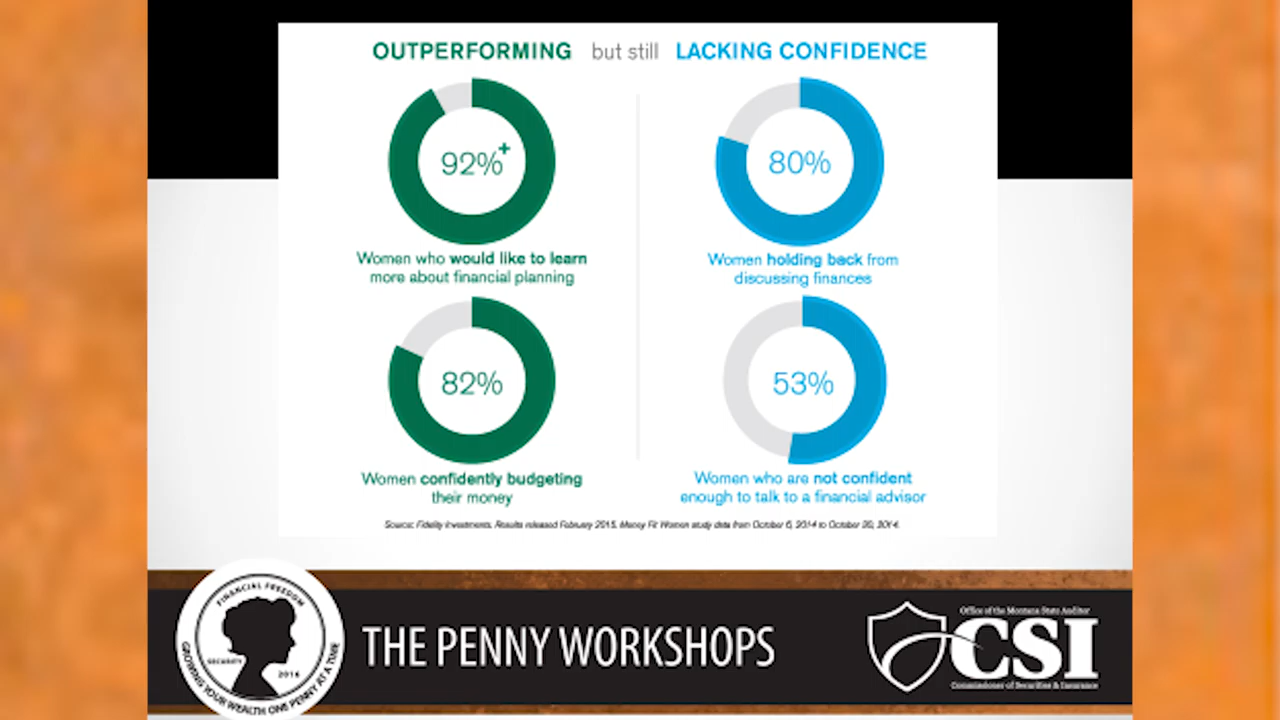 OUTPERFORMING but still LACKING CONFIDENCE
92%+
Women who would like to learn
more about financial planning
80%
Women holding back from
discussing finances
82%
Women confidently budgeting
their money
53%
Women who are not confident
enough to talk to a financial advisor
Source: Fidelity Investments. Results released February 2015. Money Fit Women study data from October 6, 2014 to October 20, 2014.
FINANCIAL FREEDOM
SECURITY
2016
GROWING YOUR WEALTH ONE PENNY AT A TIME
THE PENNY WORKSHOPS
Office of the Montana State Auditor
CSI
Commissioner of Securities & Insurance